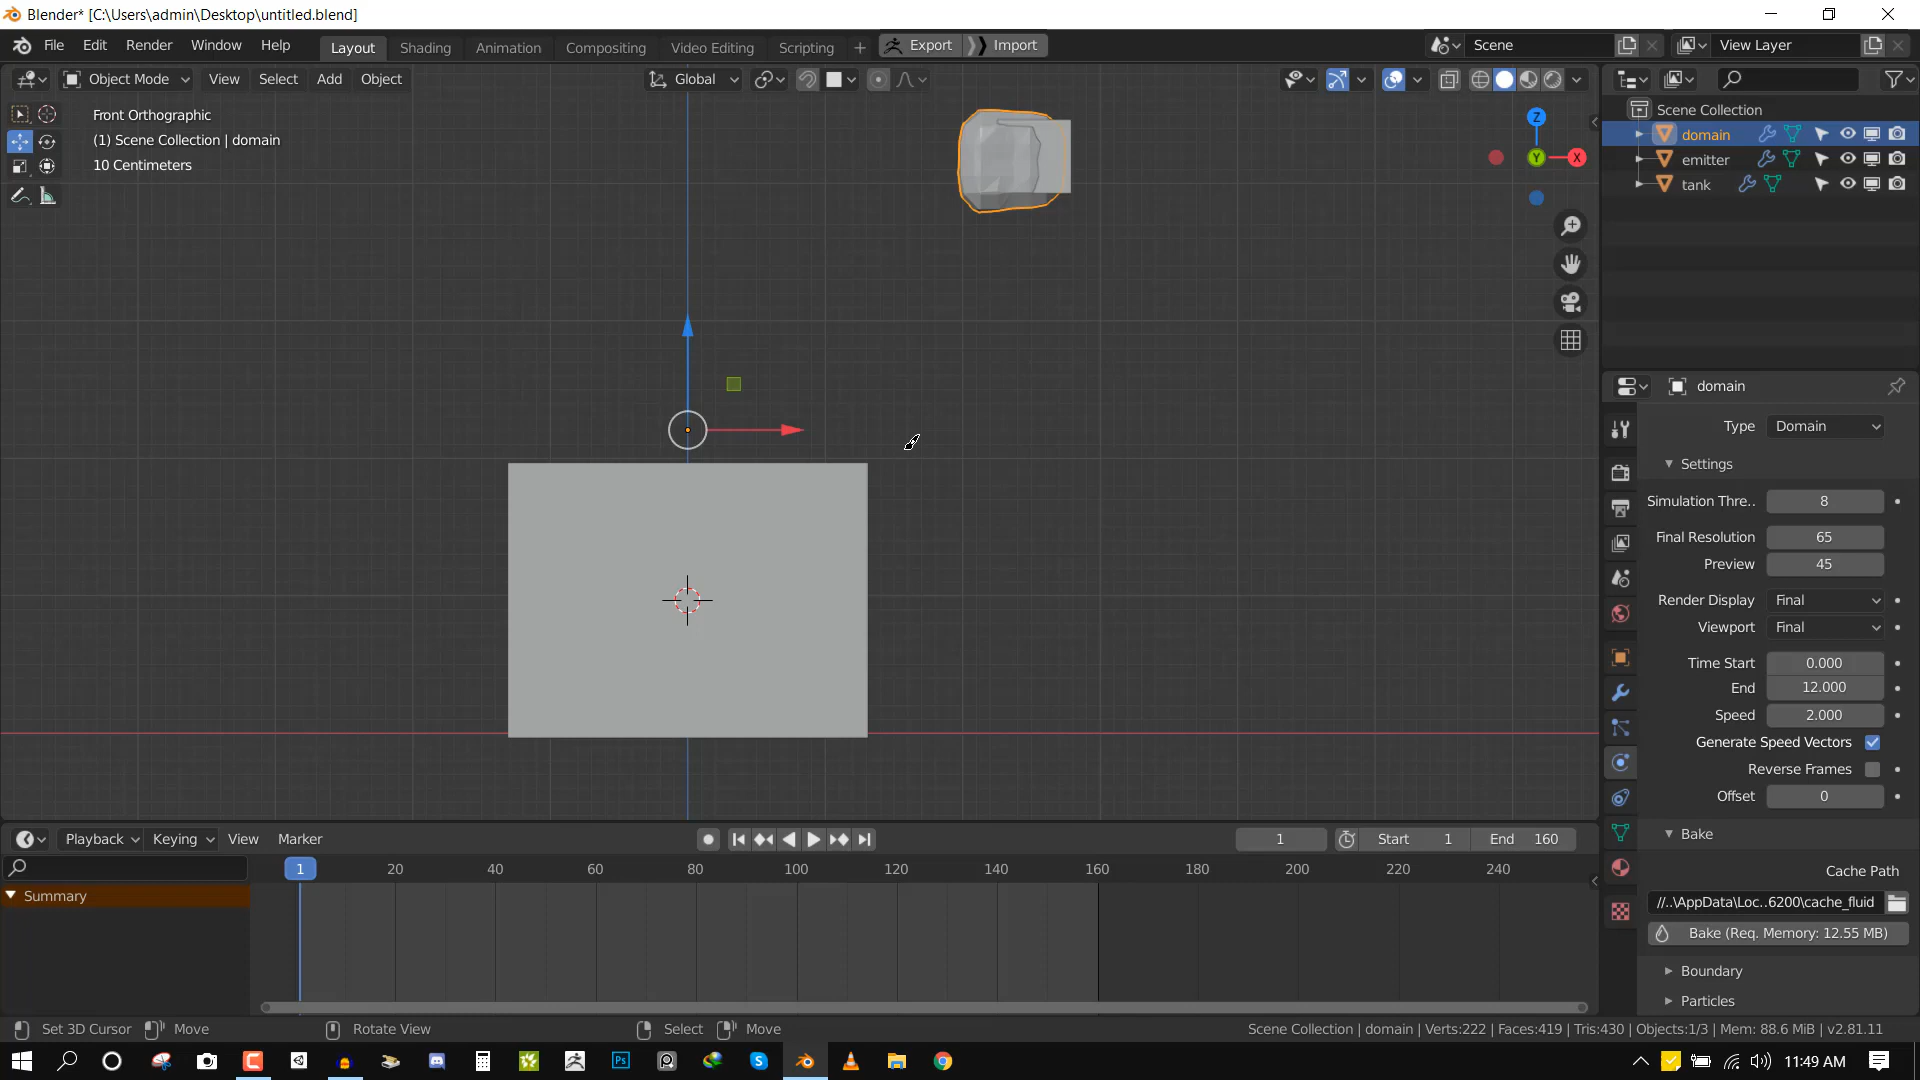 Blender* [C:\Users\admin\Desktop\untitled.blend]
File Edit Render Window Help Layout Shading Animation Compositing Video Editing Scripting + Export Import Scene View Layer
Object Mode View Select Add Object Global
Front Orthographic
(1) Scene Collection | domain
10 Centimeters
Z
Y
X
Scene Collection
domain
emitter
tank
domain
Type Domain
Settings
Simulation Thre.. 8
Final Resolution 65
Preview 45
Render Display Final
Viewport Final
Time Start 0.000
End 12.000
Speed 2.000
Generate Speed Vectors
Reverse Frames
Offset 0
Bake
Cache Path
//..\AppData\Loc..6200\cache_fluid
Bake (Req. Memory: 12.55 MB)
Boundary
Particles
Playback Keying View Marker 1 Start 1 End 160
1 20 40 60 80 100 120 140 160 180 200 220 240
Summary
Set 3D Cursor Move Rotate View Select Move Scene Collection | domain | Verts:222 | Faces:419 | Tris:430 | Objects:1/3 | Mem: 88.6 MiB | v2.81.11
Ps S 11:49 AM